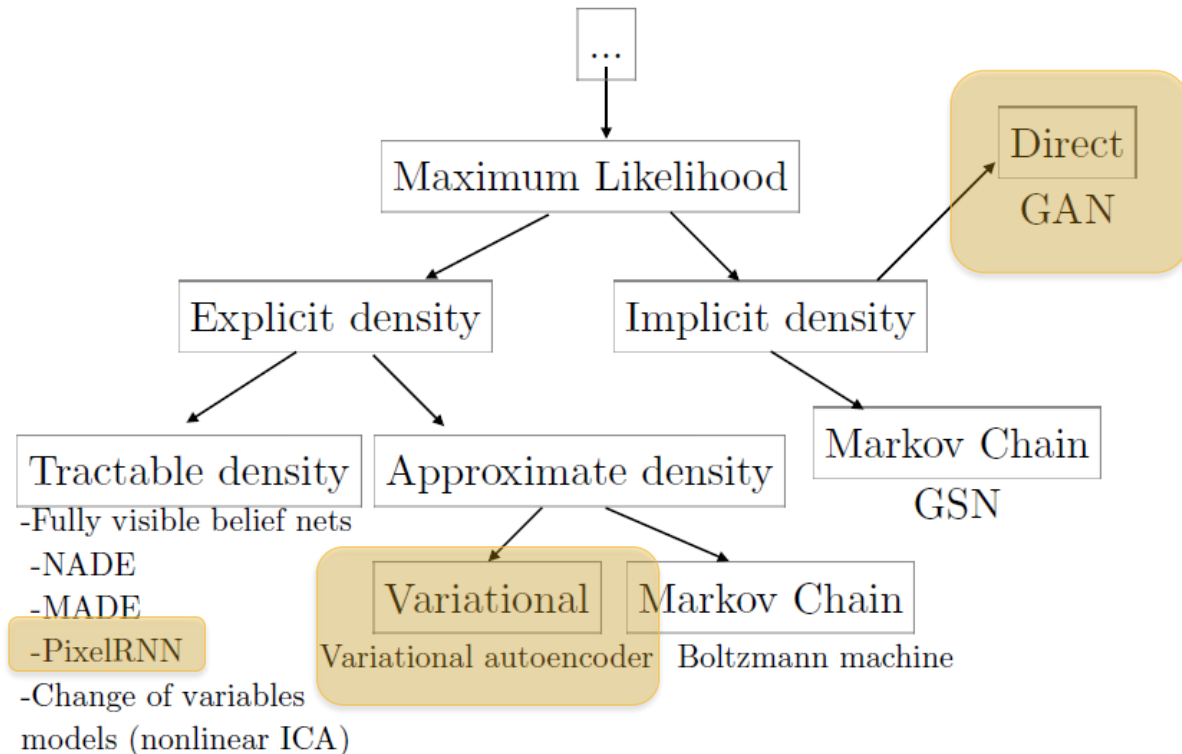 ...
Direct
Maximum Likelihood
GAN
Explicit density
Implicit density
Markov Chain
Tractable density
Approximate density
GSN
-Fully visible belief nets
-NADE
-MADE
-PixelRNN
-Change of variables
models (nonlinear ICA)
Variational
Markov Chain
Variational autoencoder
Boltzmann machine